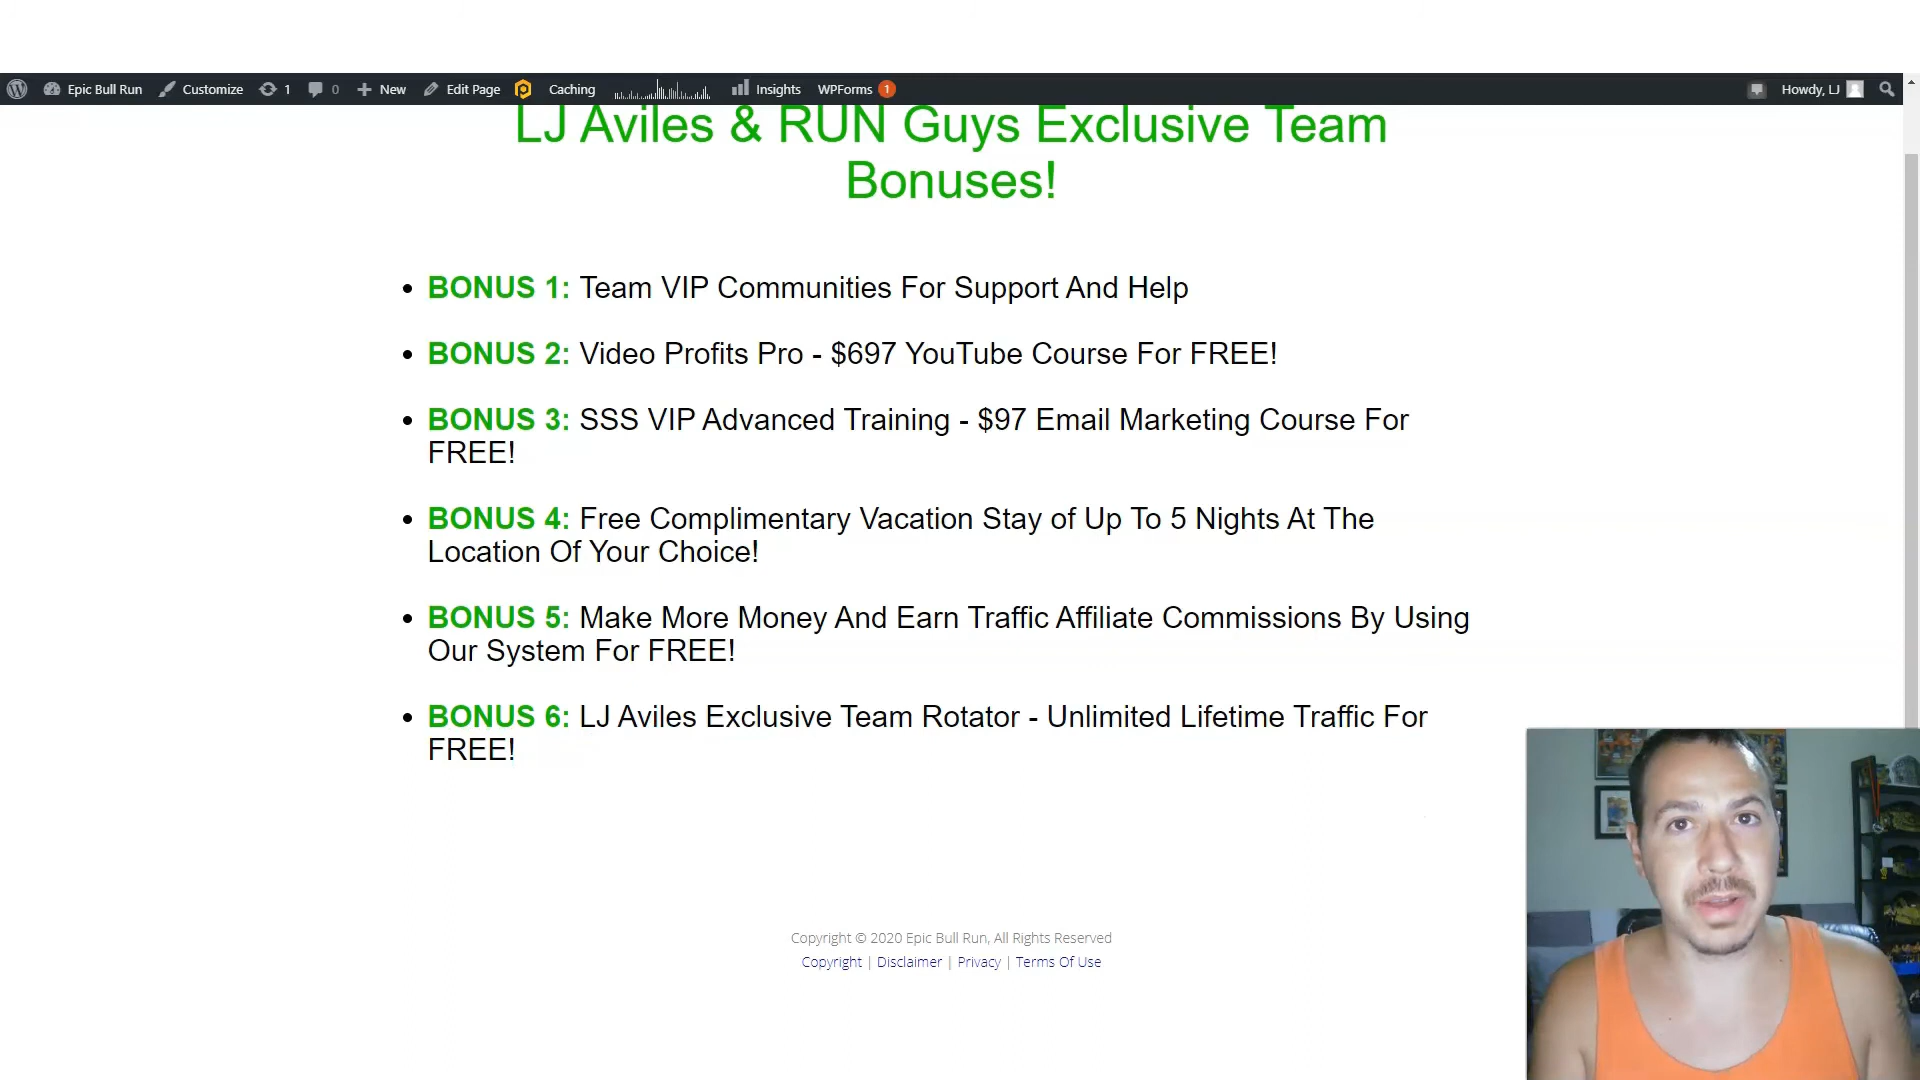 Epic Bull Run Customize 1 0 New Edit Page Caching Insights WPForms 1 Howdy, LJ
LJ Aviles & RUN Guys Exclusive Team
Bonuses!
BONUS 1: Team VIP Communities For Support And Help
BONUS 2: Video Profits Pro - $697 YouTube Course For FREE!
BONUS 3: SSS VIP Advanced Training - $97 Email Marketing Course For
FREE!
BONUS 4: Free Complimentary Vacation Stay of Up To 5 Nights At The
Location Of Your Choice!
BONUS 5: Make More Money And Earn Traffic Affiliate Commissions By Using
Our System For FREE!
BONUS 6: LJ Aviles Exclusive Team Rotator - Unlimited Lifetime Traffic For
FREE!
Copyright © 2020 Epic Bull Run, All Rights Reserved
Copyright | Disclaimer | Privacy | Terms Of Use